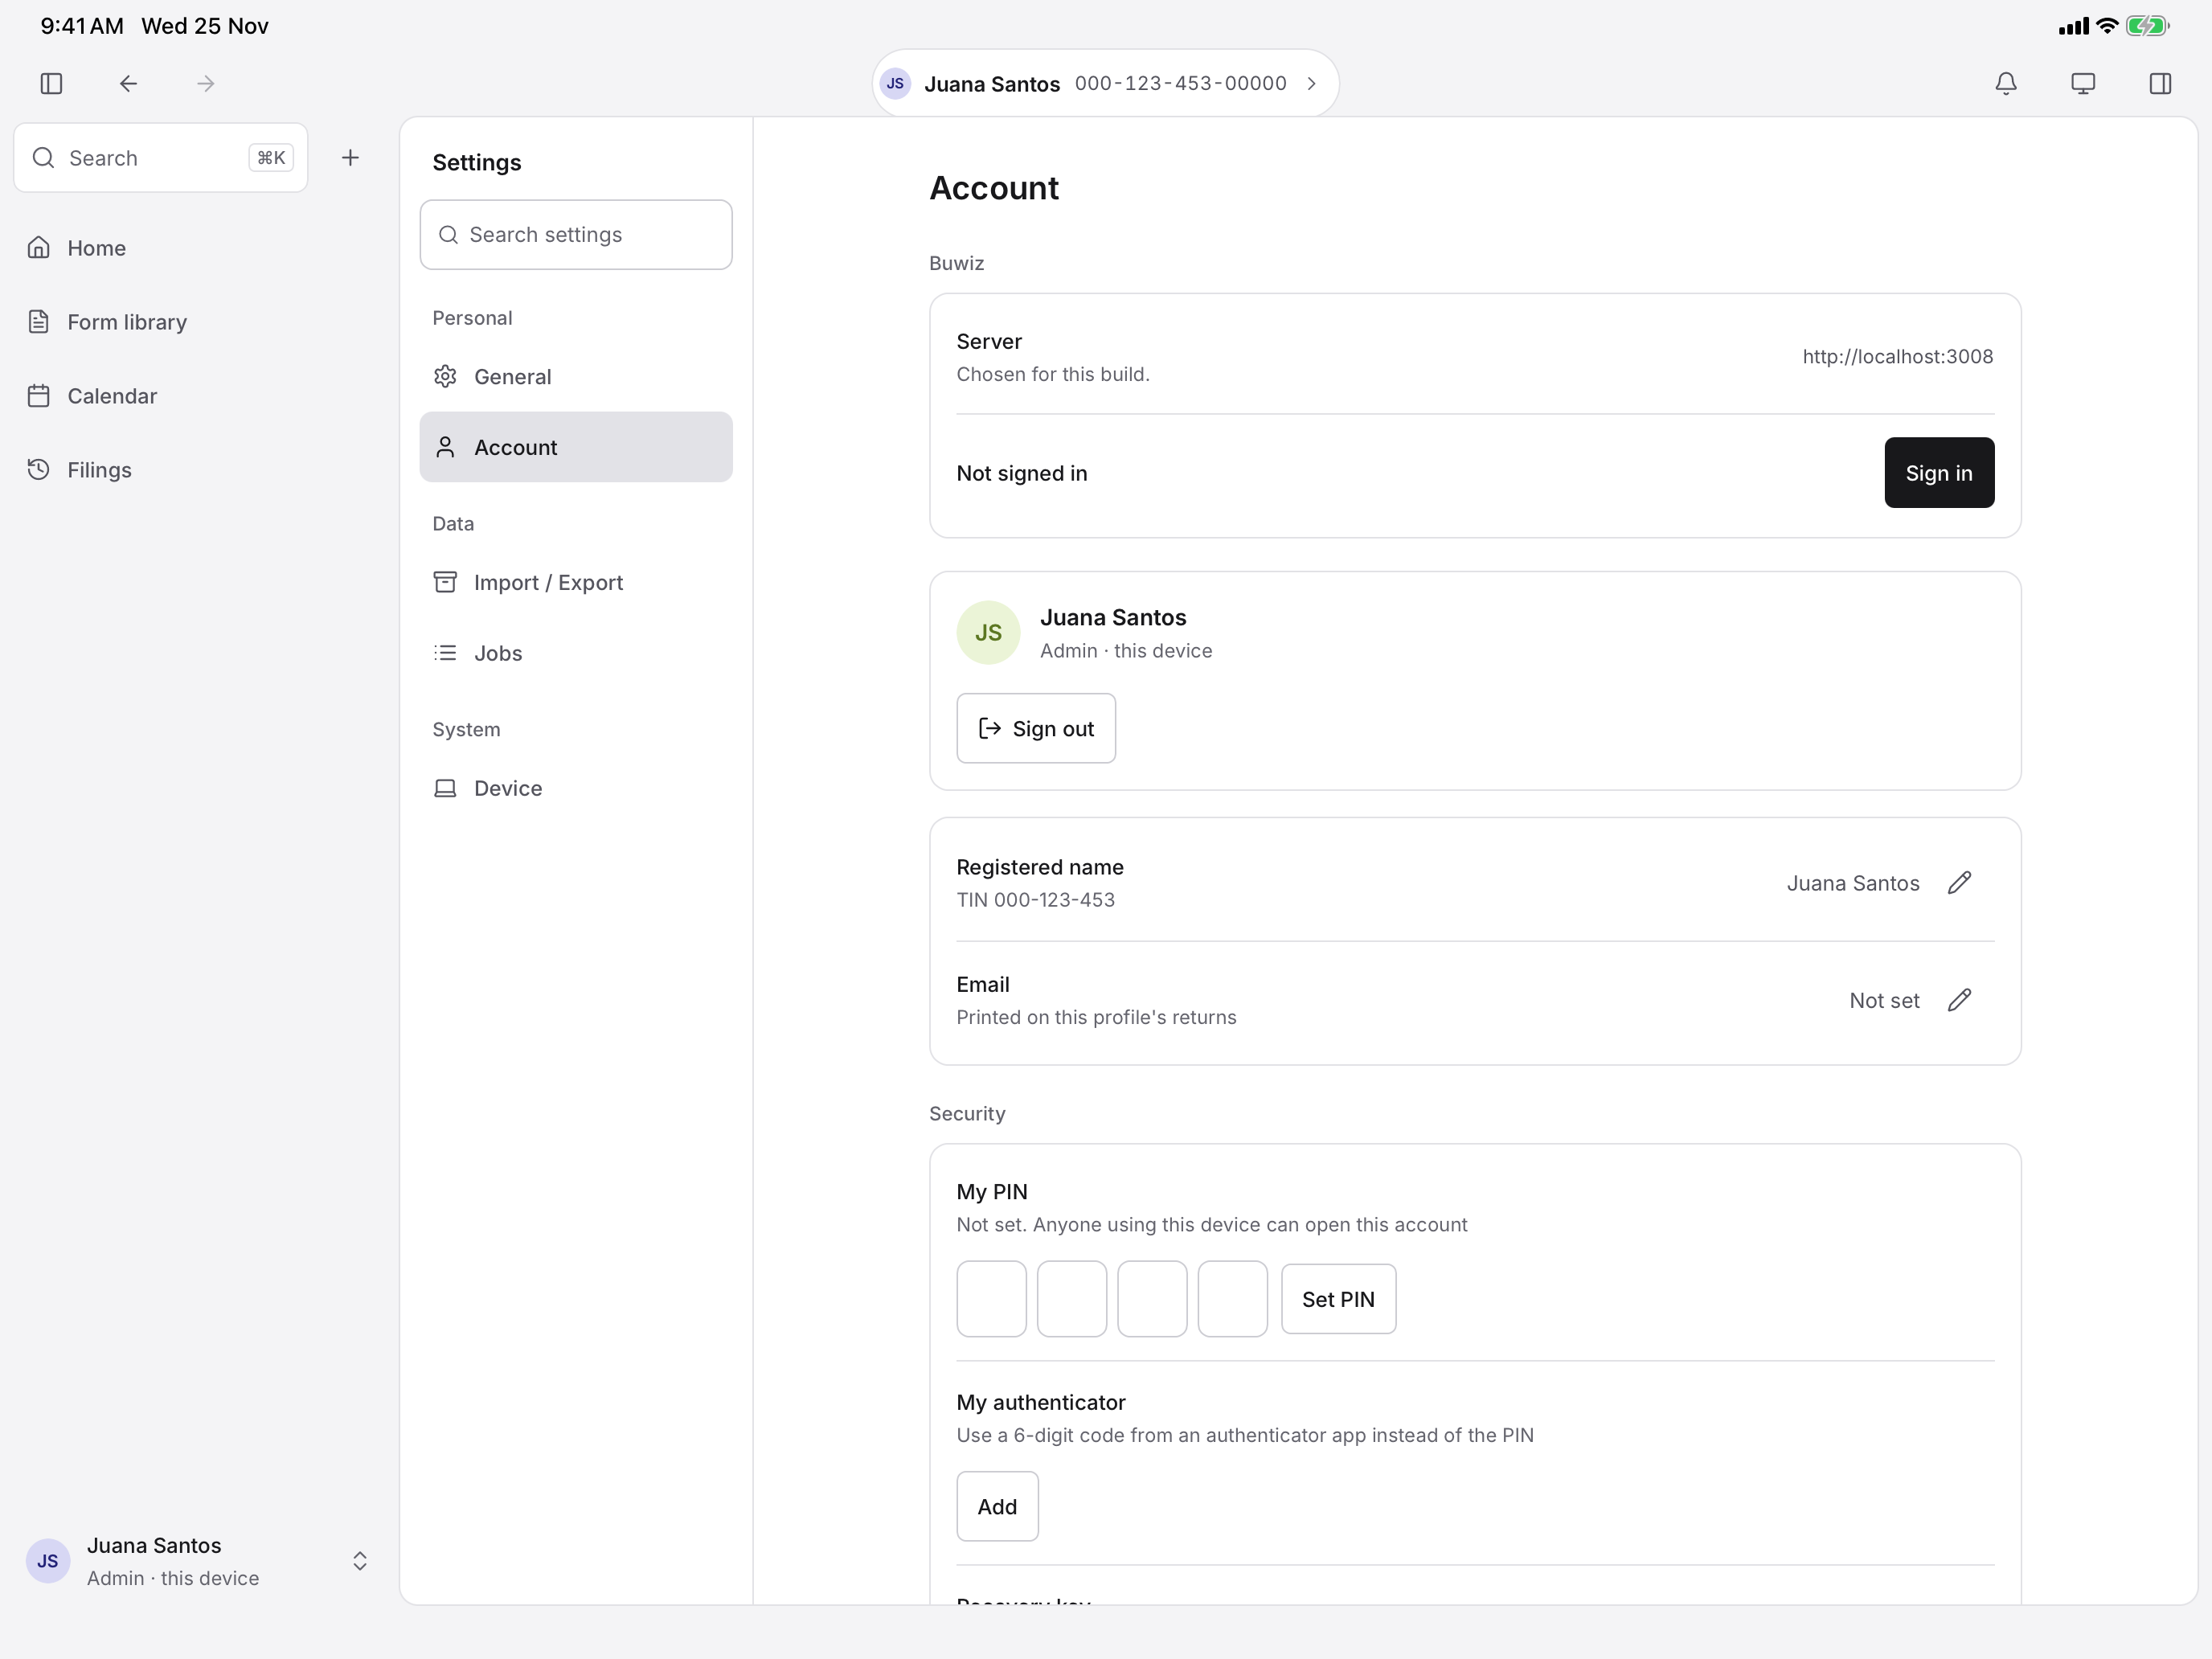 9:41 AM Wed 25 Nov
JS Juana Santos 000-123-453-00000
Search ⌘K
Home
Form library
Calendar
Filings
JS Juana Santos
Admin · this device
Settings
Search settings
Personal
General
Account
Data
Import / Export
Jobs
System
Device
Account
Buwiz
Server
Chosen for this build.
http://localhost:3008
Not signed in
Sign in
JS Juana Santos
Admin · this device
Sign out
Registered name
TIN 000-123-453
Juana Santos
Email
Printed on this profile's returns
Not set
Security
My PIN
Not set. Anyone using this device can open this account
Set PIN
My authenticator
Use a 6-digit code from an authenticator app instead of the PIN
Add
Recovery key